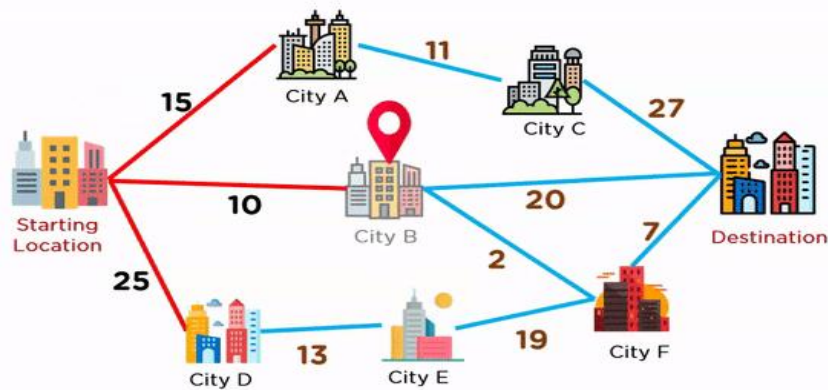 11
City A
15
City C
27
Starting
Location
10
City B
20
Destination
2
7
25
City D
13
City E
19
City F